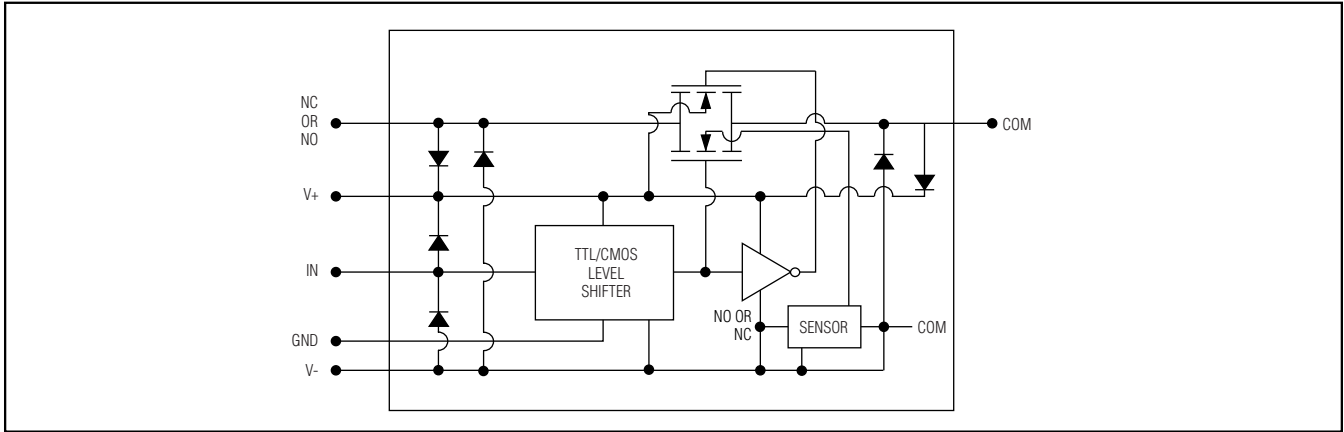 NC
OR
NO
COM
V+
IN
TTL/CMOS
LEVEL
SHIFTER
NO OR
NC
SENSOR
COM
GND
V-